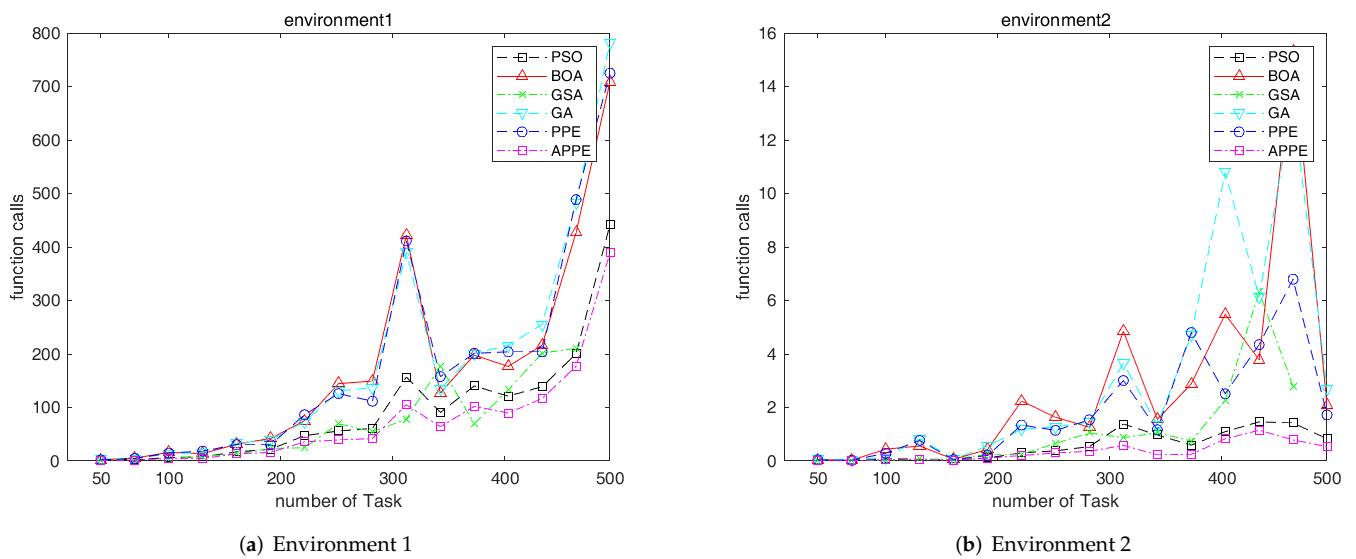 environment1
800
700
600
500
400
300
200
100
0
function calls
PSO
BOA
GSA
GA
PPE
APPE
50 100 200 300 400 500
number of Task
(a) Environment 1
environment2
16
14
12
10
8
6
4
2
0
function calls
PSO
BOA
GSA
GA
PPE
APPE
50 100 200 300 400 500
number of Task
(b) Environment 2